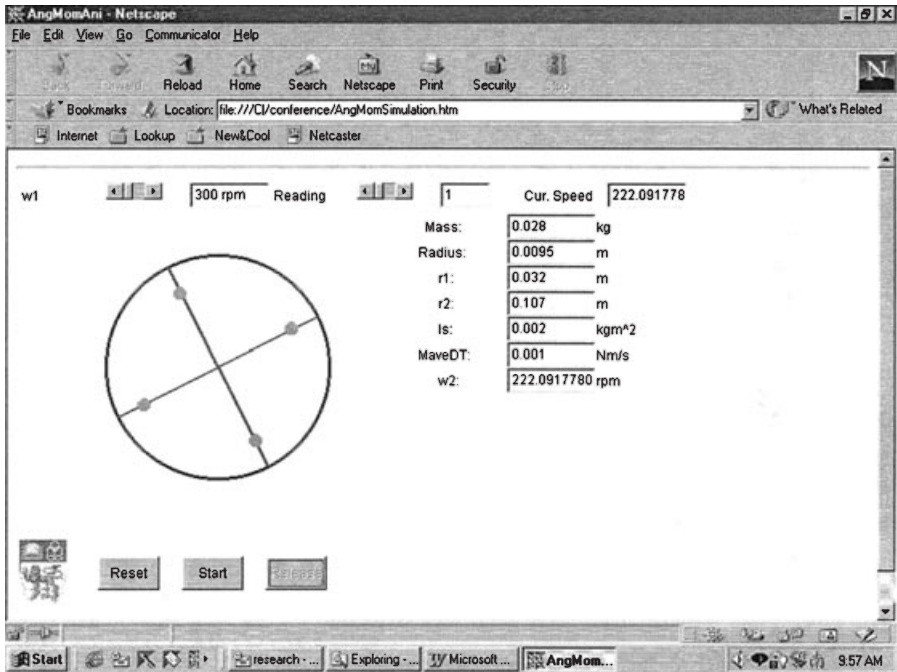 AngMomAni - Netscape
File Edit View Go Communicator Help
Back Forward Reload Home Search Netscape Print Security Stop
My
N
Bookmarks Location: file:///C|/conference/AngMomSimulation.htm What's Related
Internet Lookup New&Cool Netcaster
w1 300 rpm Reading 1 Cur. Speed 222.091778
Mass: 0.028 kg
Radius: 0.0095 m
r1: 0.032 m
r2: 0.107 m
Is: 0.002 kgm^2
MaveDT: 0.001 Nm/s
w2: 222.0917780 rpm
Reset Start Release
Start research - ... Exploring - ... Microsoft ... AngMom... 9:57 AM